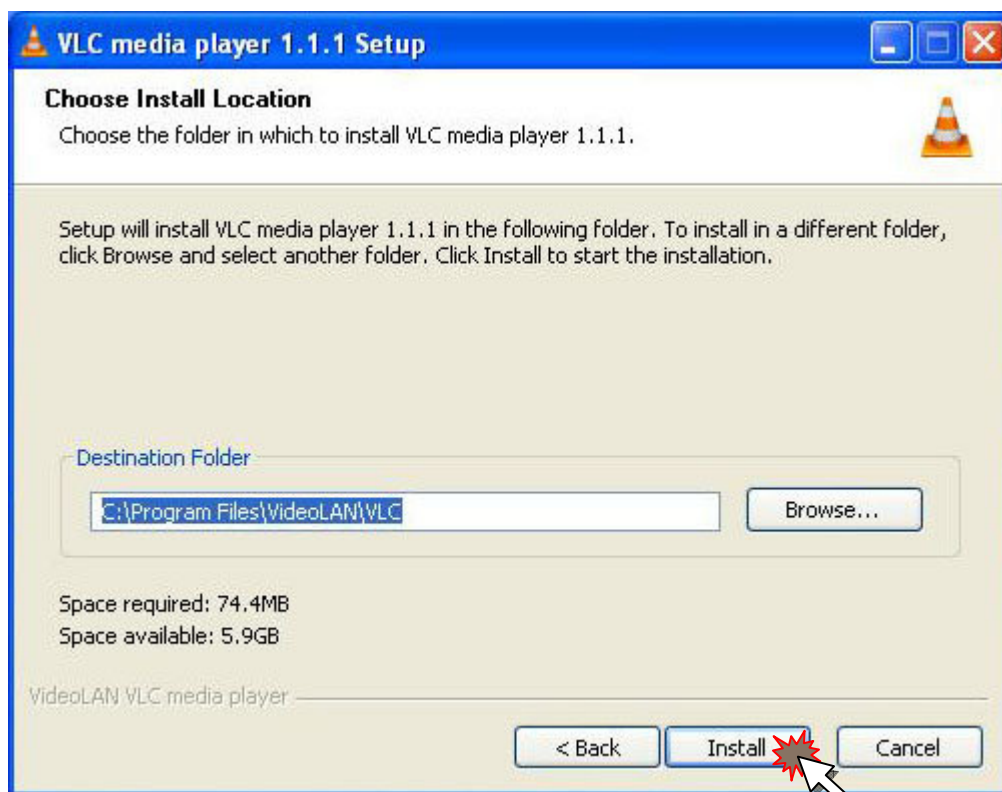 VLC media player 1.1.1 Setup
Choose Install Location
Choose the folder in which to install VLC media player 1.1.1.
Setup will install VLC media player 1.1.1 in the following folder. To install in a different folder,
click Browse and select another folder. Click Install to start the installation.
Destination Folder
C:\Program Files\VideoLAN\VLC
Browse...
Space required: 74.4MB
Space available: 5.9GB
VideoLAN VLC media player
< Back
Install
Cancel